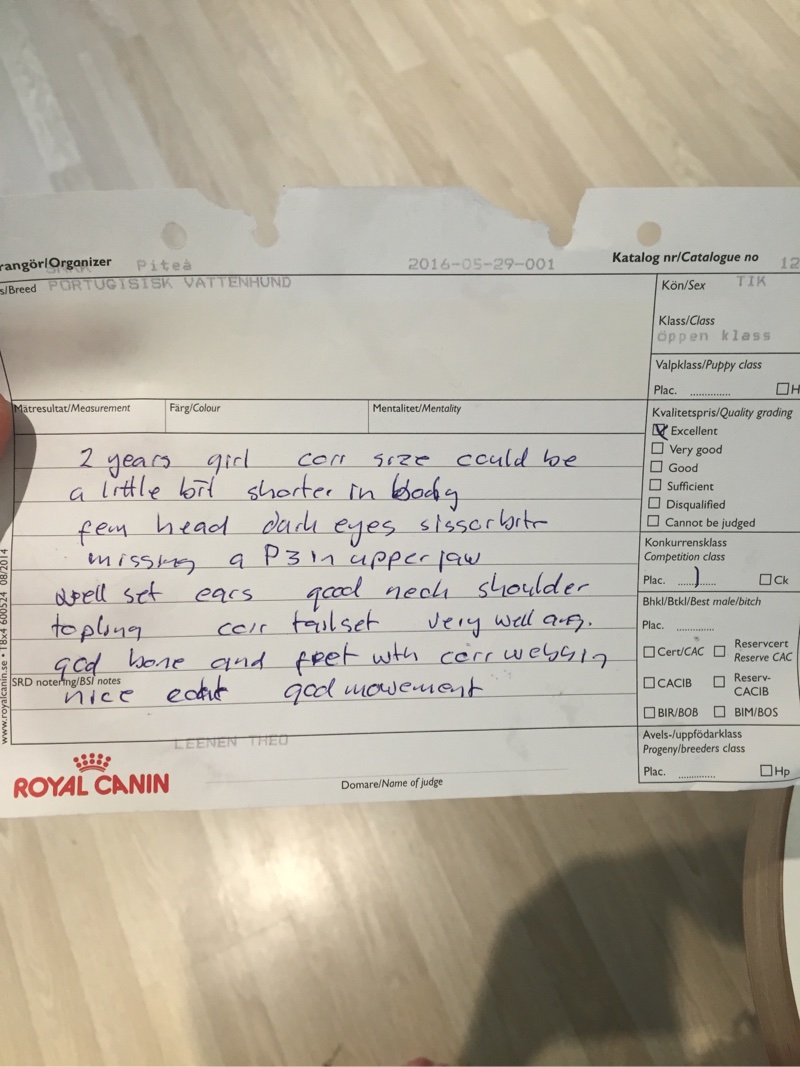 rangör/Organizer Piteå 2016-05-29-001 Katalog nr/Catalogue no 12
s/Breed PORTUGISISK VATTENHUND
Kön/Sex TIK
Klass/Class
öppen klass
Valpklass/Puppy class
Plac. .............. H
Mätresultat/Measurement Färg/Colour Mentalitet/Mentality
Kvalitetspris/Quality grading
Excellent
Very good
Good
Sufficient
Disqualified
Cannot be judged
2 years girl corr size could be
a little bit shorter in body
fem head dark eyes sissorbite
missing a P3 in upper jaw
well set ears good neck shoulder
topling corr tailset very well ang.
god bone and feet with corr webbing
nice god mowement
Konkurrensklass
Competition class
Plac. 1 Ck
Bhkl/Btkl/Best male/bitch
Plac. .............
Cert/CAC Reservcert
Reserve CAC
CACIB Reserv-
CACIB
BIR/BOB BIM/BOS
Avels-/uppfödarklass
Progeny/breeders class
Plac. ............. Hp
SRD notering/BSI notes
LEENEN THEO
ROYAL CANIN
Domare/Name of judge
www.royalcanin.se • T8x4 600524 08/2014